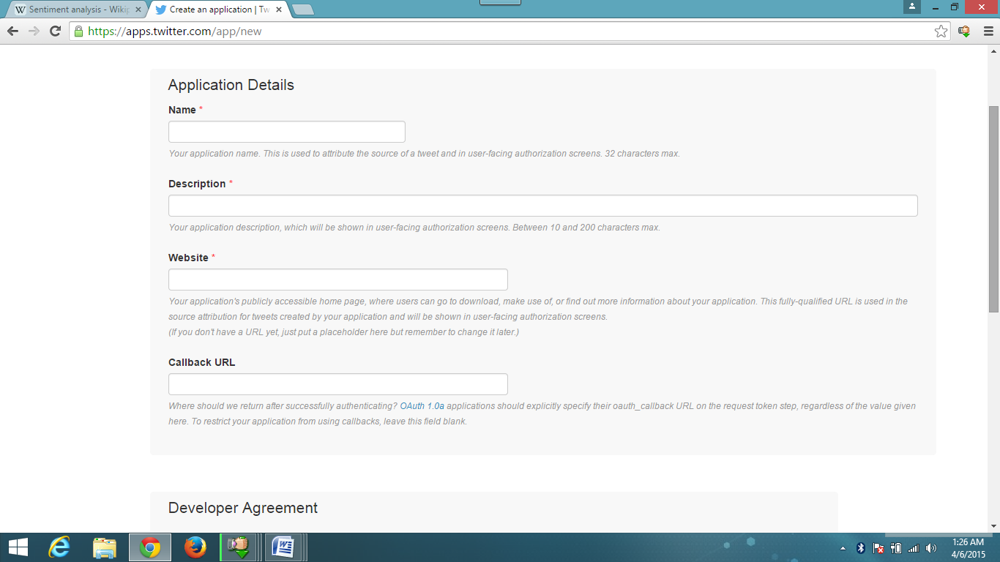 Sentiment analysis - Wikip
Create an application | Tw
https://apps.twitter.com/app/new
Application Details
Name *
Your application name. This is used to attribute the source of a tweet and in user-facing authorization screens. 32 characters max.
Description *
Your application description, which will be shown in user-facing authorization screens. Between 10 and 200 characters max.
Website *
Your application's publicly accessible home page, where users can go to download, make use of, or find out more information about your application. This fully-qualified URL is used in the
source attribution for tweets created by your application and will be shown in user-facing authorization screens.
(If you don't have a URL yet, just put a placeholder here but remember to change it later.)
Callback URL
Where should we return after successfully authenticating? OAuth 1.0a applications should explicitly specify their oauth_callback URL on the request token step, regardless of the value given
here. To restrict your application from using callbacks, leave this field blank.
Developer Agreement
1:26 AM
4/6/2015